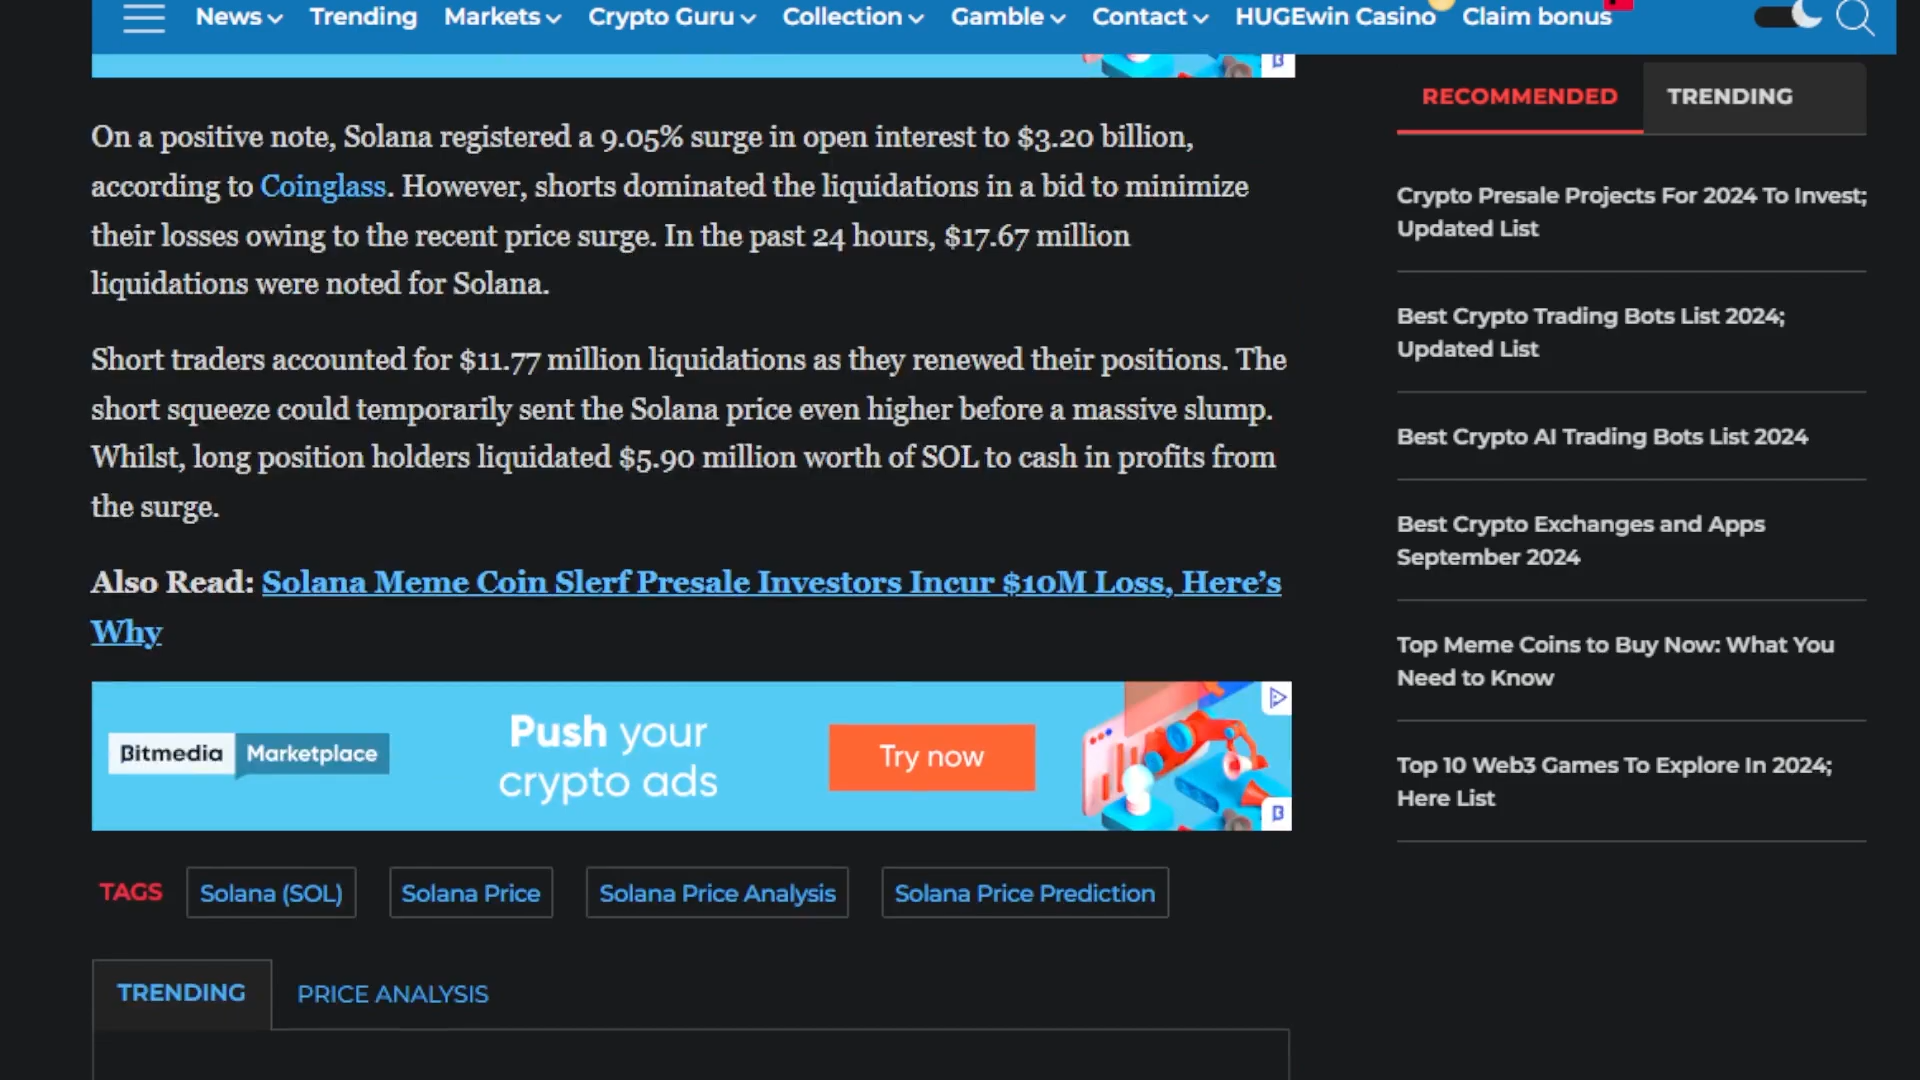 News
Trending
Markets
Crypto Guru
Collection
Gamble
Contact
HUGEwin Casino
Claim bonus
On a positive note, Solana registered a 9.05% surge in open interest to $3.20 billion,
according to Coinglass. However, shorts dominated the liquidations in a bid to minimize
their losses owing to the recent price surge. In the past 24 hours, $17.67 million
liquidations were noted for Solana.
Short traders accounted for $11.77 million liquidations as they renewed their positions. The
short squeeze could temporarily sent the Solana price even higher before a massive slump.
Whilst, long position holders liquidated $5.90 million worth of SOL to cash in profits from
the surge.
Also Read: Solana Meme Coin Slerf Presale Investors Incur $10M Loss, Here's
Why
Bitmedia Marketplace
Push your
crypto ads
Try now
TAGS
Solana (SOL)
Solana Price
Solana Price Analysis
Solana Price Prediction
TRENDING
PRICE ANALYSIS
RECOMMENDED
TRENDING
Crypto Presale Projects For 2024 To Invest;
Updated List
Best Crypto Trading Bots List 2024;
Updated List
Best Crypto AI Trading Bots List 2024
Best Crypto Exchanges and Apps
September 2024
Top Meme Coins to Buy Now: What You
Need to Know
Top 10 Web3 Games To Explore In 2024;
Here List